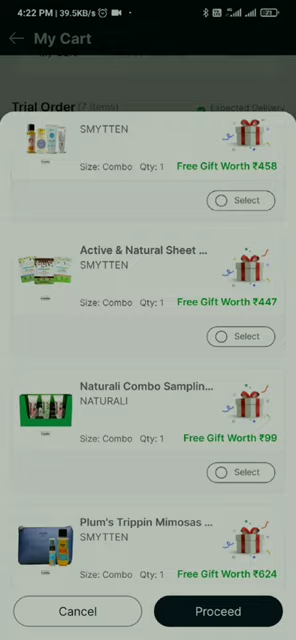 4:22 PM | 39.5KB/s
My Cart
Trial Order (7 Items)
Expected Delivery
SMYTTEN
Size: Combo Qty: 1 Free Gift Worth ₹458
Select
Active & Natural Sheet ...
SMYTTEN
Size: Combo Qty: 1 Free Gift Worth ₹447
Select
Naturali Combo Samplin...
NATURALI
Size: Combo Qty: 1 Free Gift Worth ₹99
Select
Plum's Trippin Mimosas ...
SMYTTEN
Size: Combo Qty: 1 Free Gift Worth ₹624
Cancel
Proceed